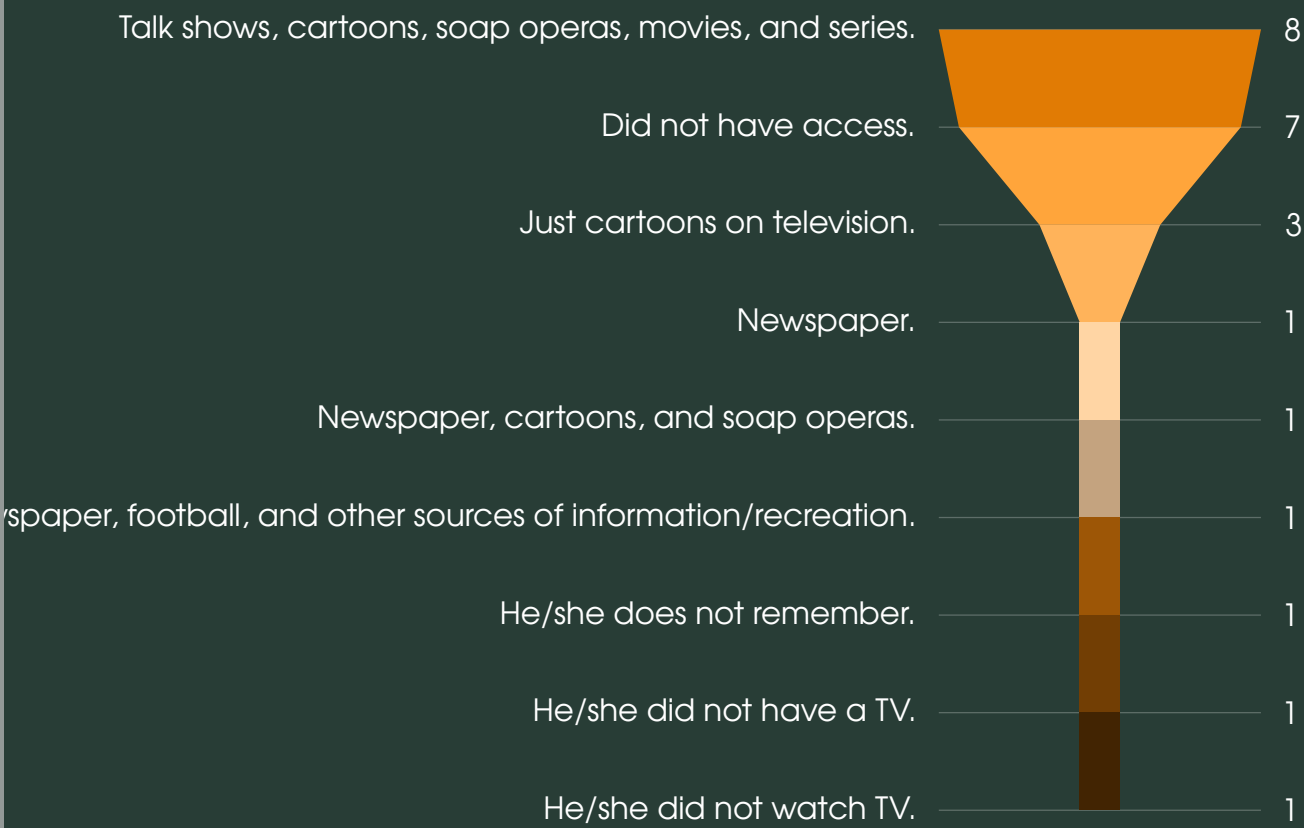 Talk shows, cartoons, soap operas, movies, and series. 8
Did not have access. 7
Just cartoons on television. 3
Newspaper. 1
Newspaper, cartoons, and soap operas. 1
football, and other sources of information/recreation. 1
He/she does not remember. 1
He/she did not have a TV. 1
He/she did not watch TV. 1